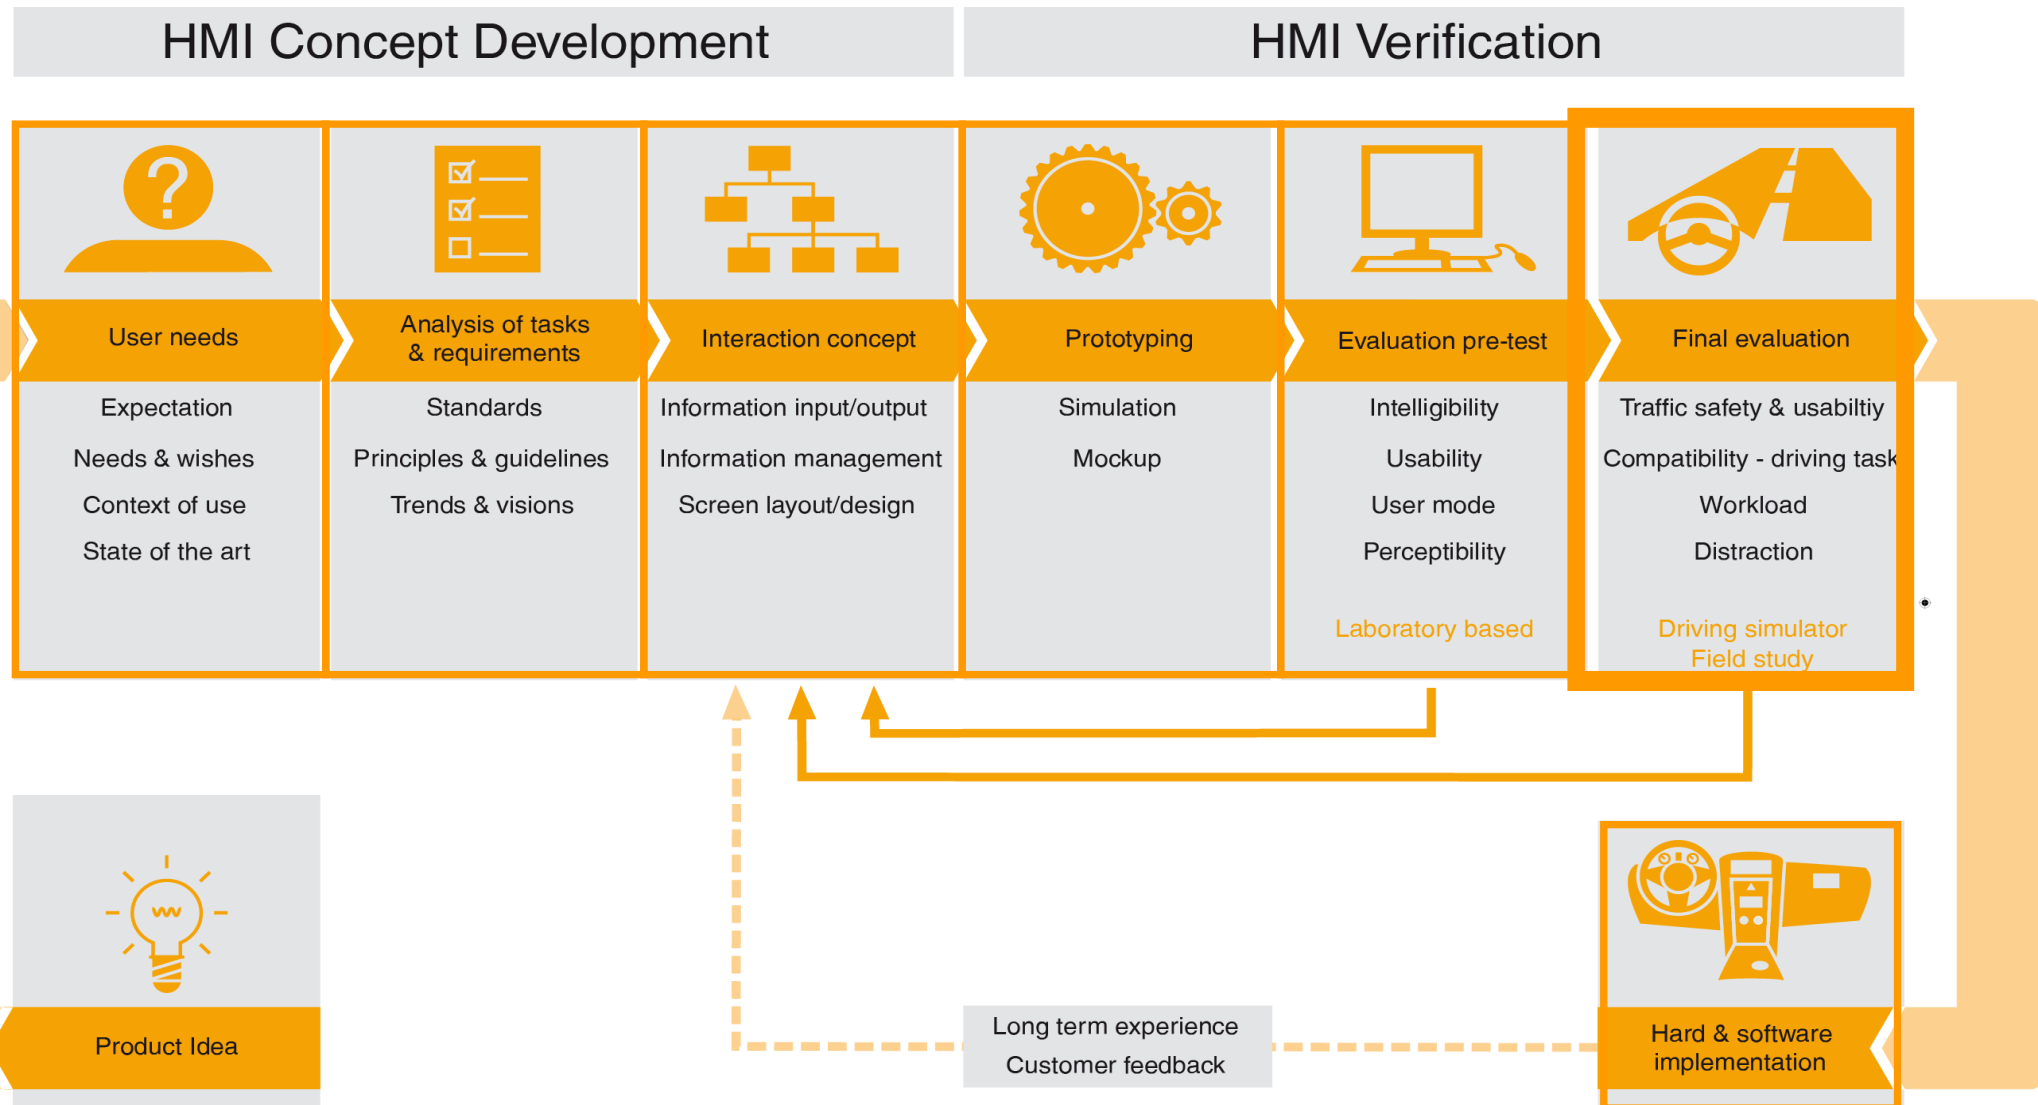 HMI Concept Development
HMI Verification
User needs
Expectation
Needs & wishes
Context of use
State of the art
Analysis of tasks
& requirements
Standards
Principles & guidelines
Trends & visions
Interaction concept
Information input/output
Information management
Screen layout/design
Prototyping
Simulation
Mockup
Evaluation pre-test
Intelligibility
Usability
User mode
Perceptibility
Laboratory based
Final evaluation
Traffic safety & usabiltiy
Compatibility - driving task
Workload
Distraction
Driving simulator
Field study
Product Idea
Long term experience
Customer feedback
Hard & software
implementation